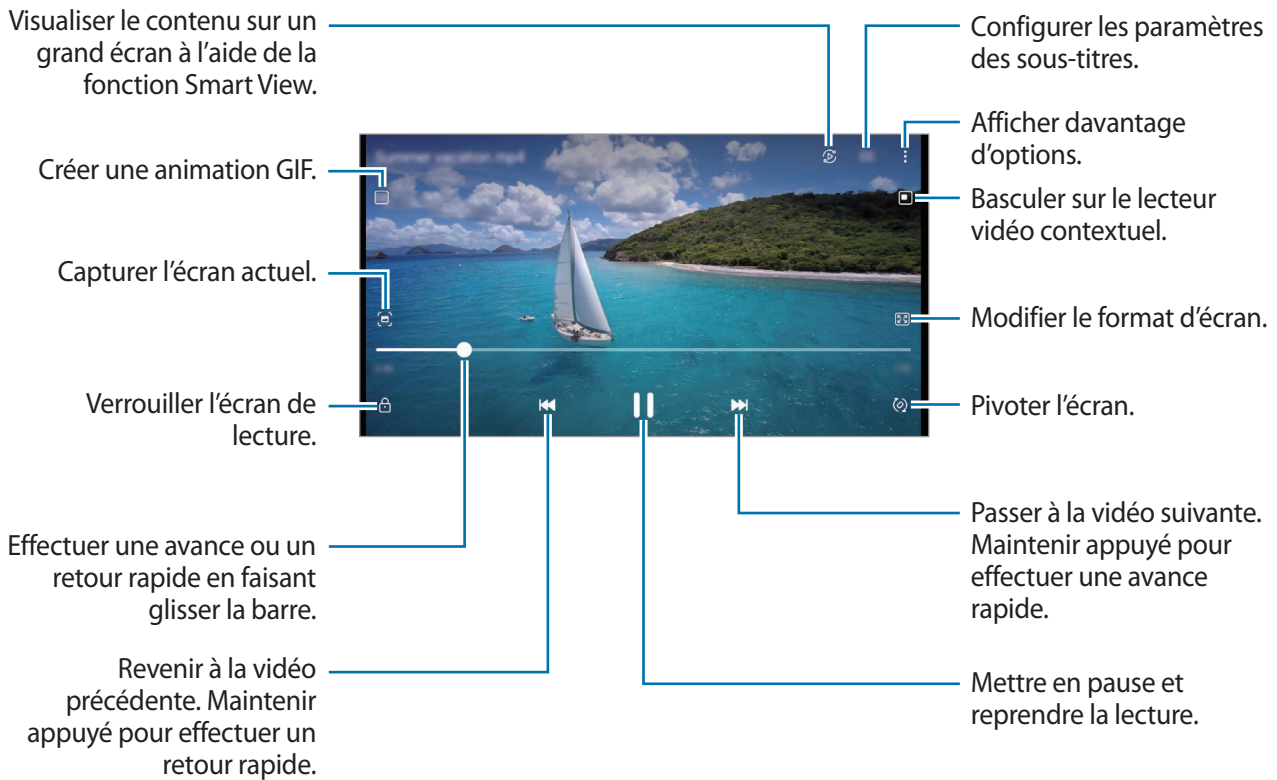 Visualiser le contenu sur un
grand écran à l’aide de la
fonction Smart View.
Créer une animation GIF.
Capturer l’écran actuel.
Verrouiller l’écran de
lecture.
Effectuer une avance ou un
retour rapide en faisant
glisser la barre.
Revenir à la vidéo
précédente. Maintenir
appuyé pour effectuer un
retour rapide.
Configurer les paramètres
des sous-titres.
Afficher davantage
d’options.
Basculer sur le lecteur
vidéo contextuel.
Modifier le format d’écran.
Pivoter l’écran.
Passer à la vidéo suivante.
Maintenir appuyé pour
effectuer une avance
rapide.
Mettre en pause et
reprendre la lecture.